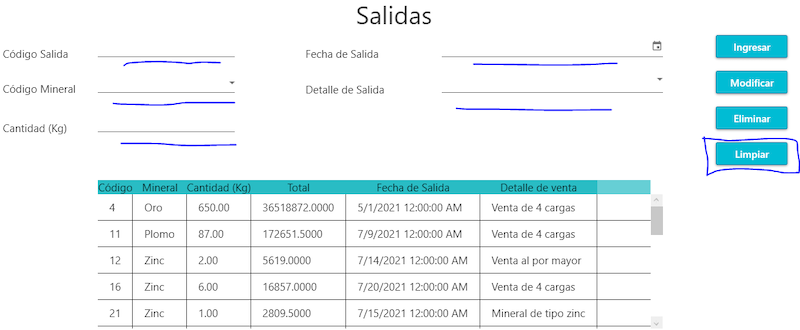 Salidas
Código Salida Fecha de Salida Ingresar
Código Mineral Detalle de Salida Modificar
Cantidad (Kg) Eliminar
Limpiar
Código Mineral Cantidad (Kg) Total Fecha de Salida Detalle de venta
4 Oro 650.00 36518872.0000 5/1/2021 12:00:00 AM Venta de 4 cargas
11 Plomo 87.00 172651.5000 7/9/2021 12:00:00 AM Venta de 4 cargas
12 Zinc 2.00 5619.0000 7/14/2021 12:00:00 AM Venta al por mayor
16 Zinc 6.00 16857.0000 7/20/2021 12:00:00 AM Venta de 4 cargas
21 Zinc 1.00 2809.5000 7/15/2021 12:00:00 AM Mineral de tipo zinc